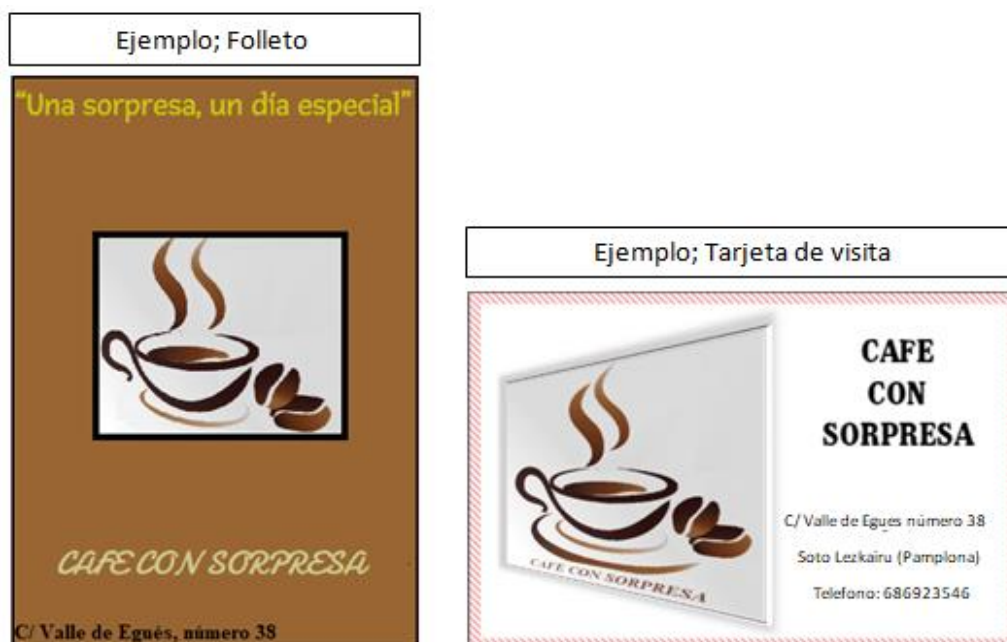 Ejemplo; Folleto
“Una sorpresa, un día especial”
CAFE CON SORPRESA
C/ Valle de Egués, número 38
Ejemplo; Tarjeta de visita
CAFE CON SORPRESA
CAFE
CON
SORPRESA
C/ Valle de Egues número 38
Soto Lezkairu (Pamplona)
Telefono: 686923546